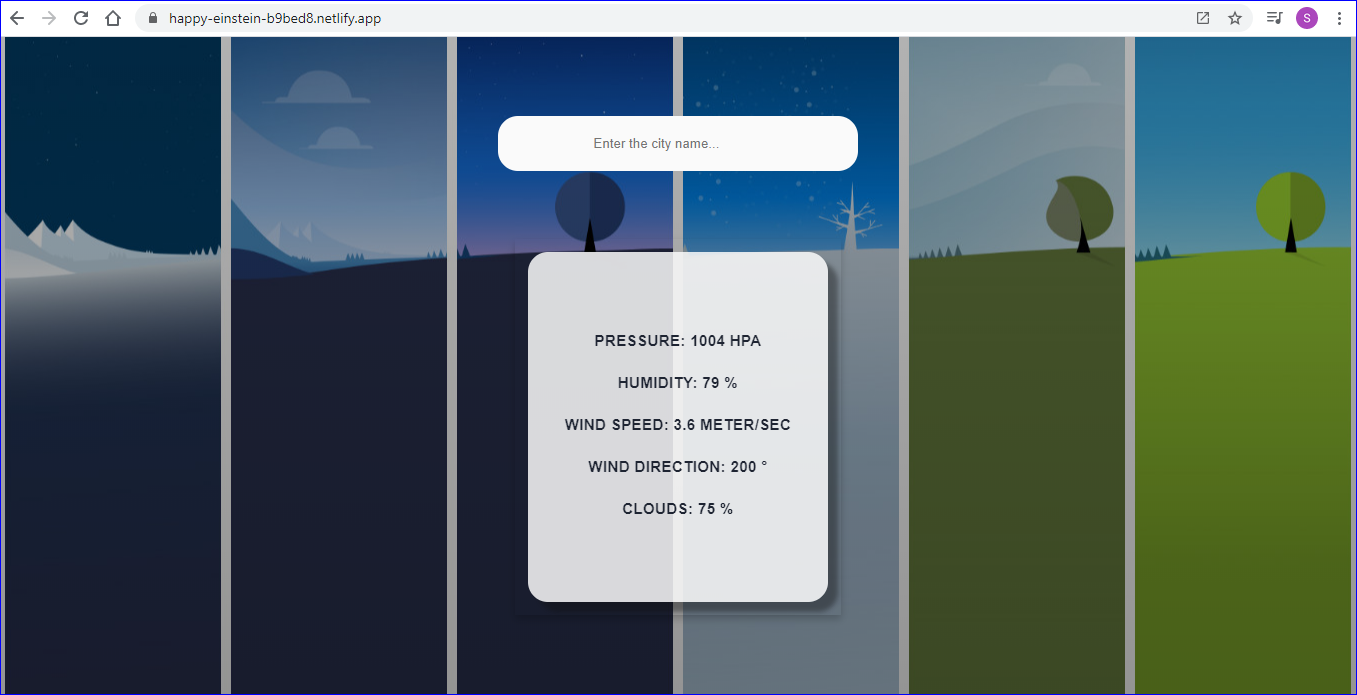 happy-einstein-b9bed8.netlify.app
S
Enter the city name...
PRESSURE: 1004 HPA
HUMIDITY: 79 %
WIND SPEED: 3.6 METER/SEC
WIND DIRECTION: 200 °
CLOUDS: 75 %